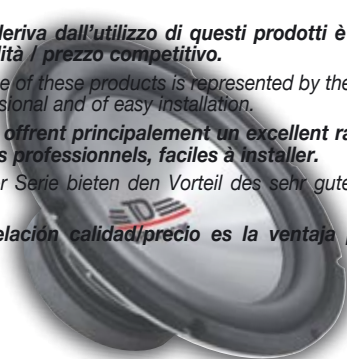 deriva dall'utilizzo di questi prodotti è
lità / prezzo competitivo.
e of these products is represented by the
sional and of easy installation.
offrent principalement un excellent ra
s professionnels, faciles à installer.
r Serie bieten den Vorteil des sehr gute
elación calidad/precio es la ventaja